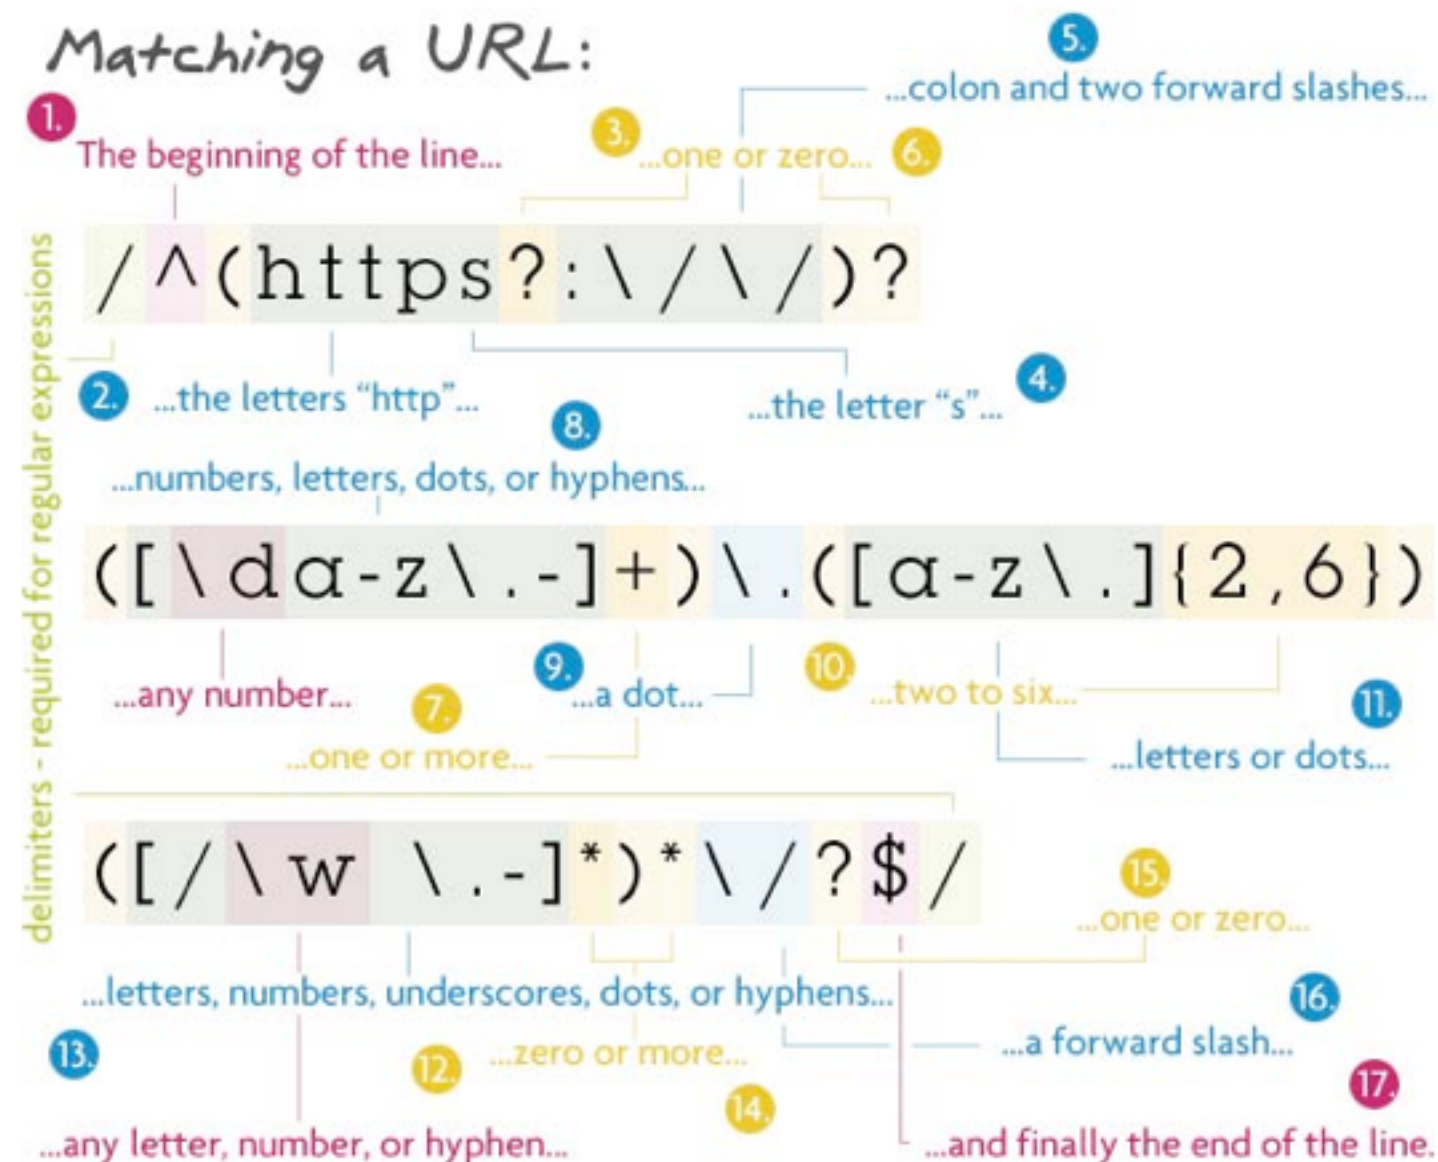 Matching a URL:
5.
...colon and two forward slashes...
1.
The beginning of the line...
3.
...one or zero...
6.
/^(https?:\/\/)?
2.
...the letters “http”...
...the letter “s”...
4.
8.
...numbers, letters, dots, or hyphens...
([\da-z\.-]+)\.([a-z\.]{2,6})
...any number...
7.
...one or more...
9.
...a dot...
10.
...two to six...
11.
...letters or dots...
([/\w \.-]*)*\/?$/
15.
...one or zero...
...letters, numbers, underscores, dots, or hyphens...
16.
...a forward slash...
13.
12.
...zero or more...
14.
17.
...any letter, number, or hyphen...
...and finally the end of the line.
delimiters - required for regular expressions